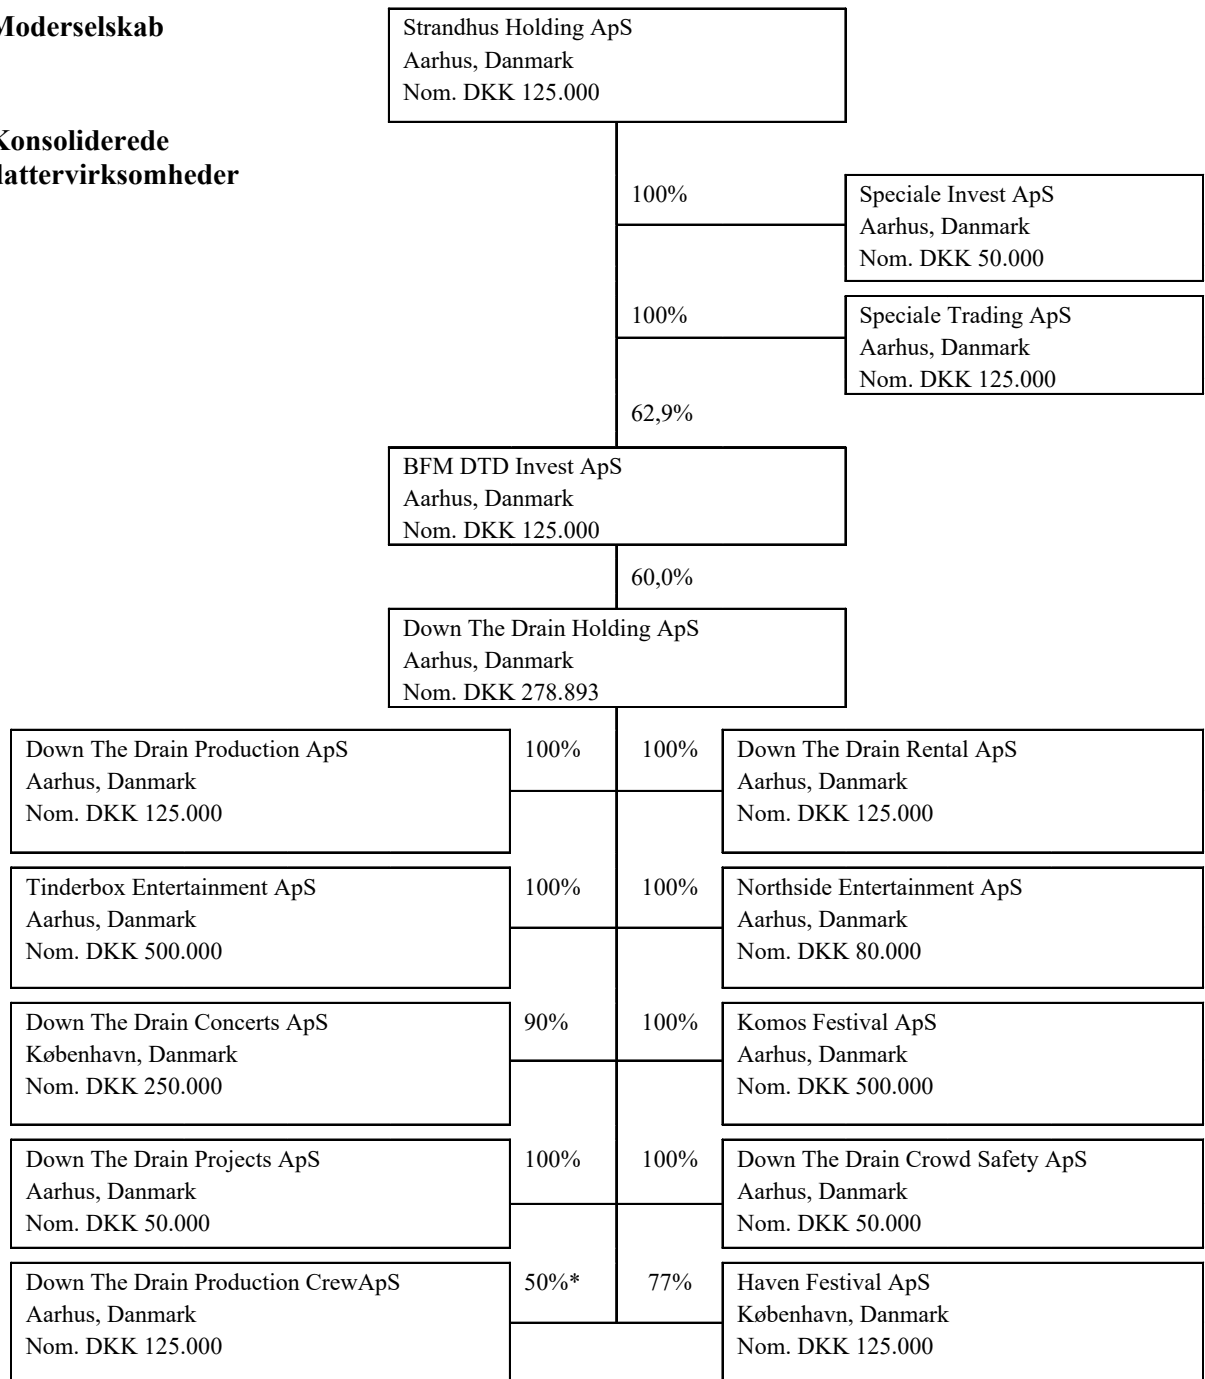 Moderselskab
Strandhus Holding ApS
Aarhus, Danmark
Nom. DKK 125.000
Konsoliderede
dattervirksomheder
100%
Speciale Invest ApS
Aarhus, Danmark
Nom. DKK 50.000
100%
Speciale Trading ApS
Aarhus, Danmark
Nom. DKK 125.000
62,9%
BFM DTD Invest ApS
Aarhus, Danmark
Nom. DKK 125.000
60,0%
Down The Drain Holding ApS
Aarhus, Danmark
Nom. DKK 278.893
Down The Drain Production ApS
Aarhus, Danmark
Nom. DKK 125.000
100%
100%
Down The Drain Rental ApS
Aarhus, Danmark
Nom. DKK 125.000
Tinderbox Entertainment ApS
Aarhus, Danmark
Nom. DKK 500.000
100%
100%
Northside Entertainment ApS
Aarhus, Danmark
Nom. DKK 80.000
Down The Drain Concerts ApS
København, Danmark
Nom. DKK 250.000
90%
100%
Komos Festival ApS
Aarhus, Danmark
Nom. DKK 500.000
Down The Drain Projects ApS
Aarhus, Danmark
Nom. DKK 50.000
100%
100%
Down The Drain Crowd Safety ApS
Aarhus, Danmark
Nom. DKK 50.000
Down The Drain Production CrewApS
Aarhus, Danmark
Nom. DKK 125.000
50%*
77%
Haven Festival ApS
København, Danmark
Nom. DKK 125.000